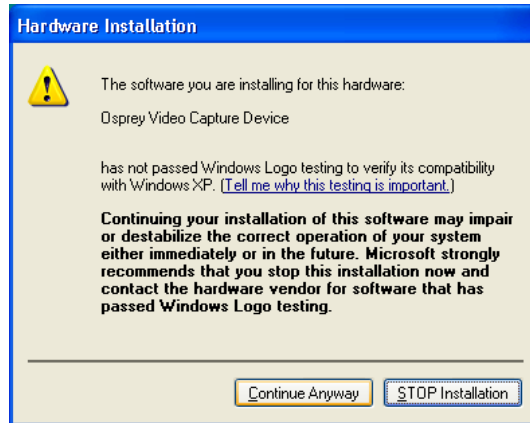 Hardware Installation
The software you are installing for this hardware:
Osprey Video Capture Device
has not passed Windows Logo testing to verify its compatibility
with Windows XP. (Tell me why this testing is important.)
Continuing your installation of this software may impair
or destabilize the correct operation of your system
either immediately or in the future. Microsoft strongly
recommends that you stop this installation now and
contact the hardware vendor for software that has
passed Windows Logo testing.
Continue Anyway
STOP Installation